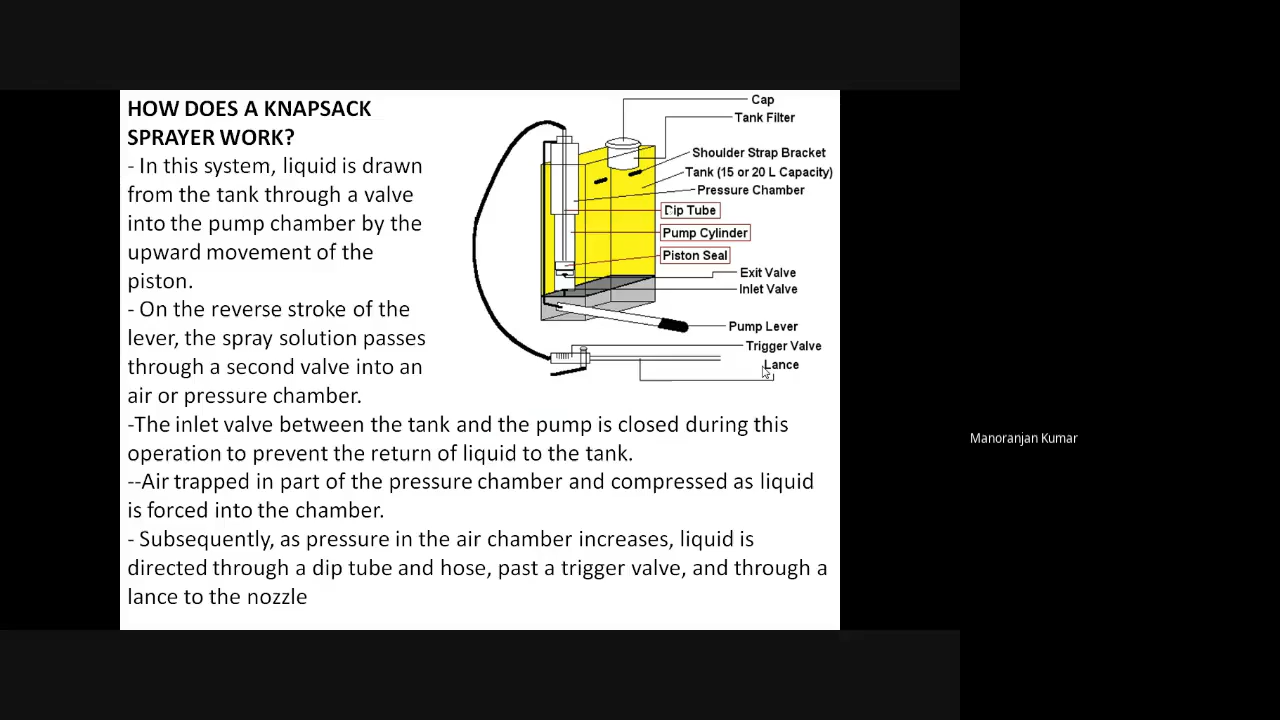 HOW DOES A KNAPSACK
SPRAYER WORK?
- In this system, liquid is drawn
from the tank through a valve
into the pump chamber by the
upward movement of the
piston.
- On the reverse stroke of the
lever, the spray solution passes
through a second valve into an
air or pressure chamber.
-The inlet valve between the tank and the pump is closed during this
operation to prevent the return of liquid to the tank.
--Air trapped in part of the pressure chamber and compressed as liquid
is forced into the chamber.
- Subsequently, as pressure in the air chamber increases, liquid is
directed through a dip tube and hose, past a trigger valve, and through a
lance to the nozzle
Cap
Tank Filter
Shoulder Strap Bracket
Tank (15 or 20 L Capacity)
Pressure Chamber
Dip Tube
Pump Cylinder
Piston Seal
Exit Valve
Inlet Valve
Pump Lever
Trigger Valve
Lance
Manoranjan Kumar